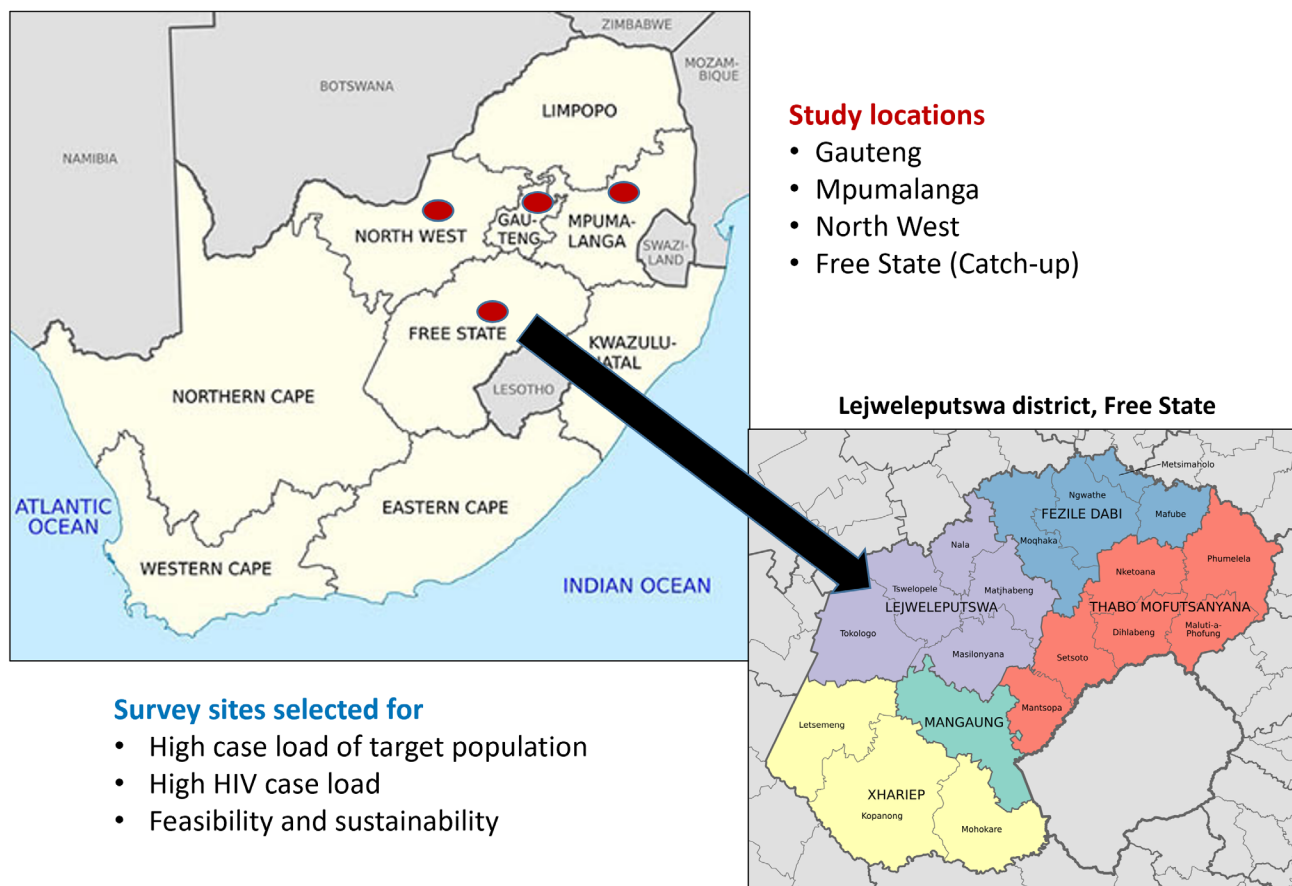 ZIMBABWE
MOZAM-
BIQUE
BOTSWANA
LIMPOPO
NAMIBIA
NORTH WEST
GAU-
TENG
MPUMA-
LANGA
SWAZI-
LAND
FREE STATE
KWAZULU-
NATAL
LESOTHO
NORTHERN CAPE
EASTERN CAPE
ATLANTIC
OCEAN
WESTERN CAPE
INDIAN OCEAN
Study locations
• Gauteng
• Mpumalanga
• North West
• Free State (Catch-up)
Lejweleputswa district, Free State
Metsimaholo
Ngwathe
FEZILE DABI
Mafube
Moqhaka
Nala
Phumelela
Nketoana
Tswelopele
Matjhabeng
LEJWELEPUTSWA
THABO MOFUTSANYANA
Tokologo
Dihlabeng
Maluti-a-
Phofung
Masilonyana
Setsoto
Mantsopa
Letsemeng
MANGAUNG
XHARIEP
Kopanong
Mohokare
Survey sites selected for
• High case load of target population
• High HIV case load
• Feasibility and sustainability